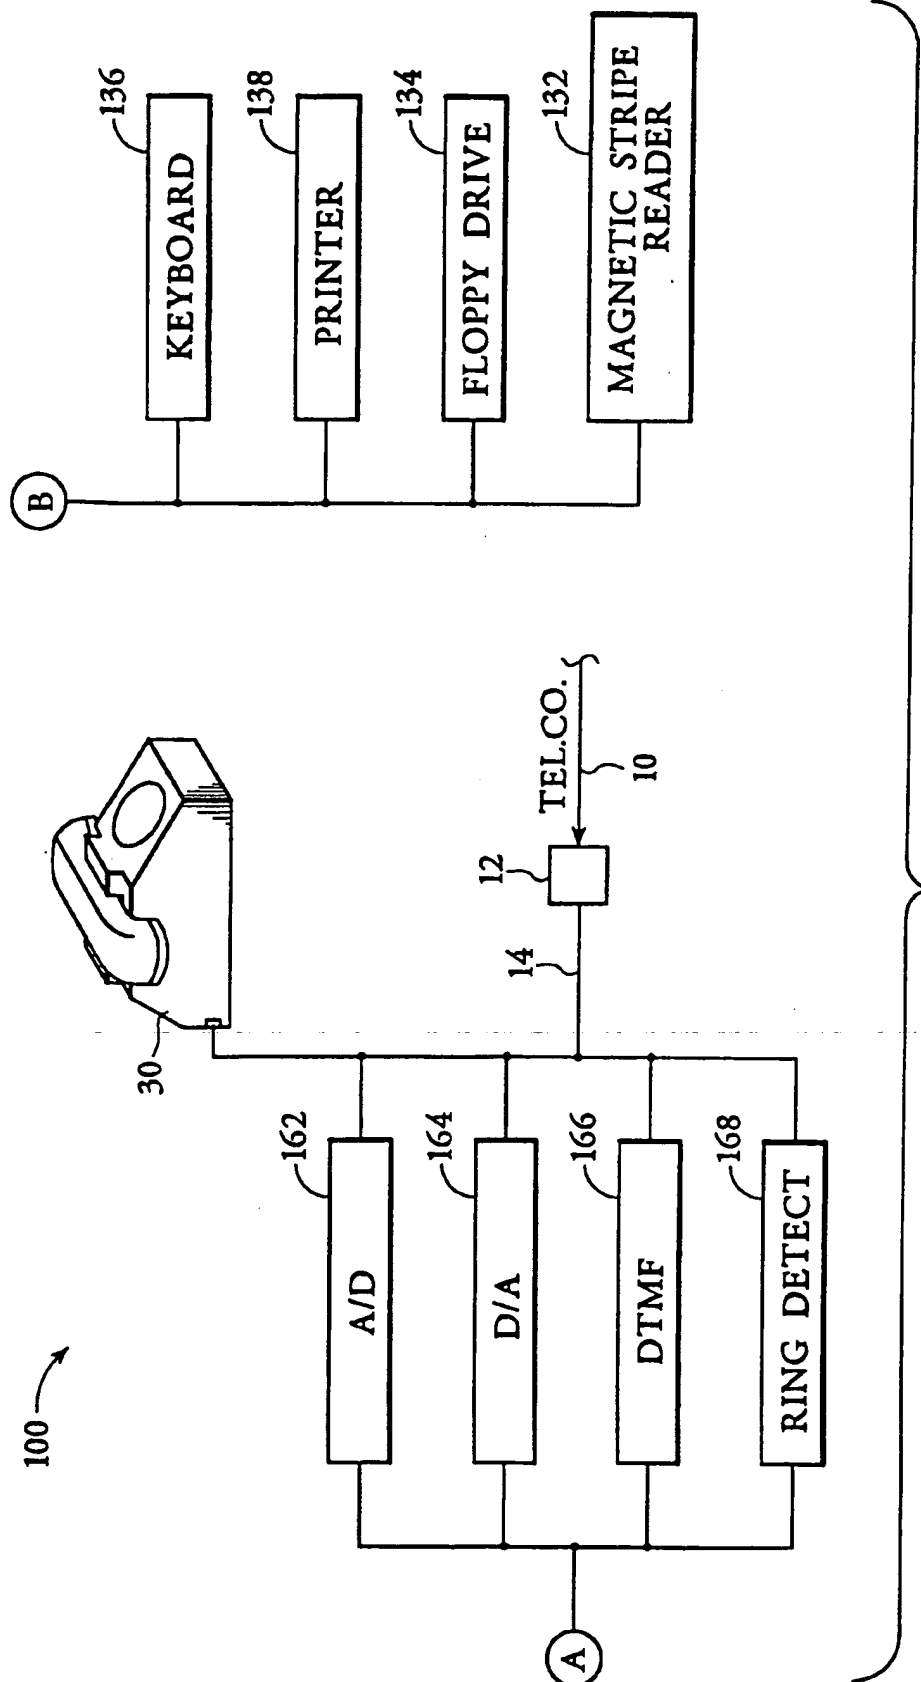 100
A
A/D
162
D/A
164
DTMF
166
RING DETECT
168
30
14
12
TEL.CO.
10
B
KEYBOARD
136
PRINTER
138
FLOPPY DRIVE
134
MAGNETIC STRIPE
READER
132